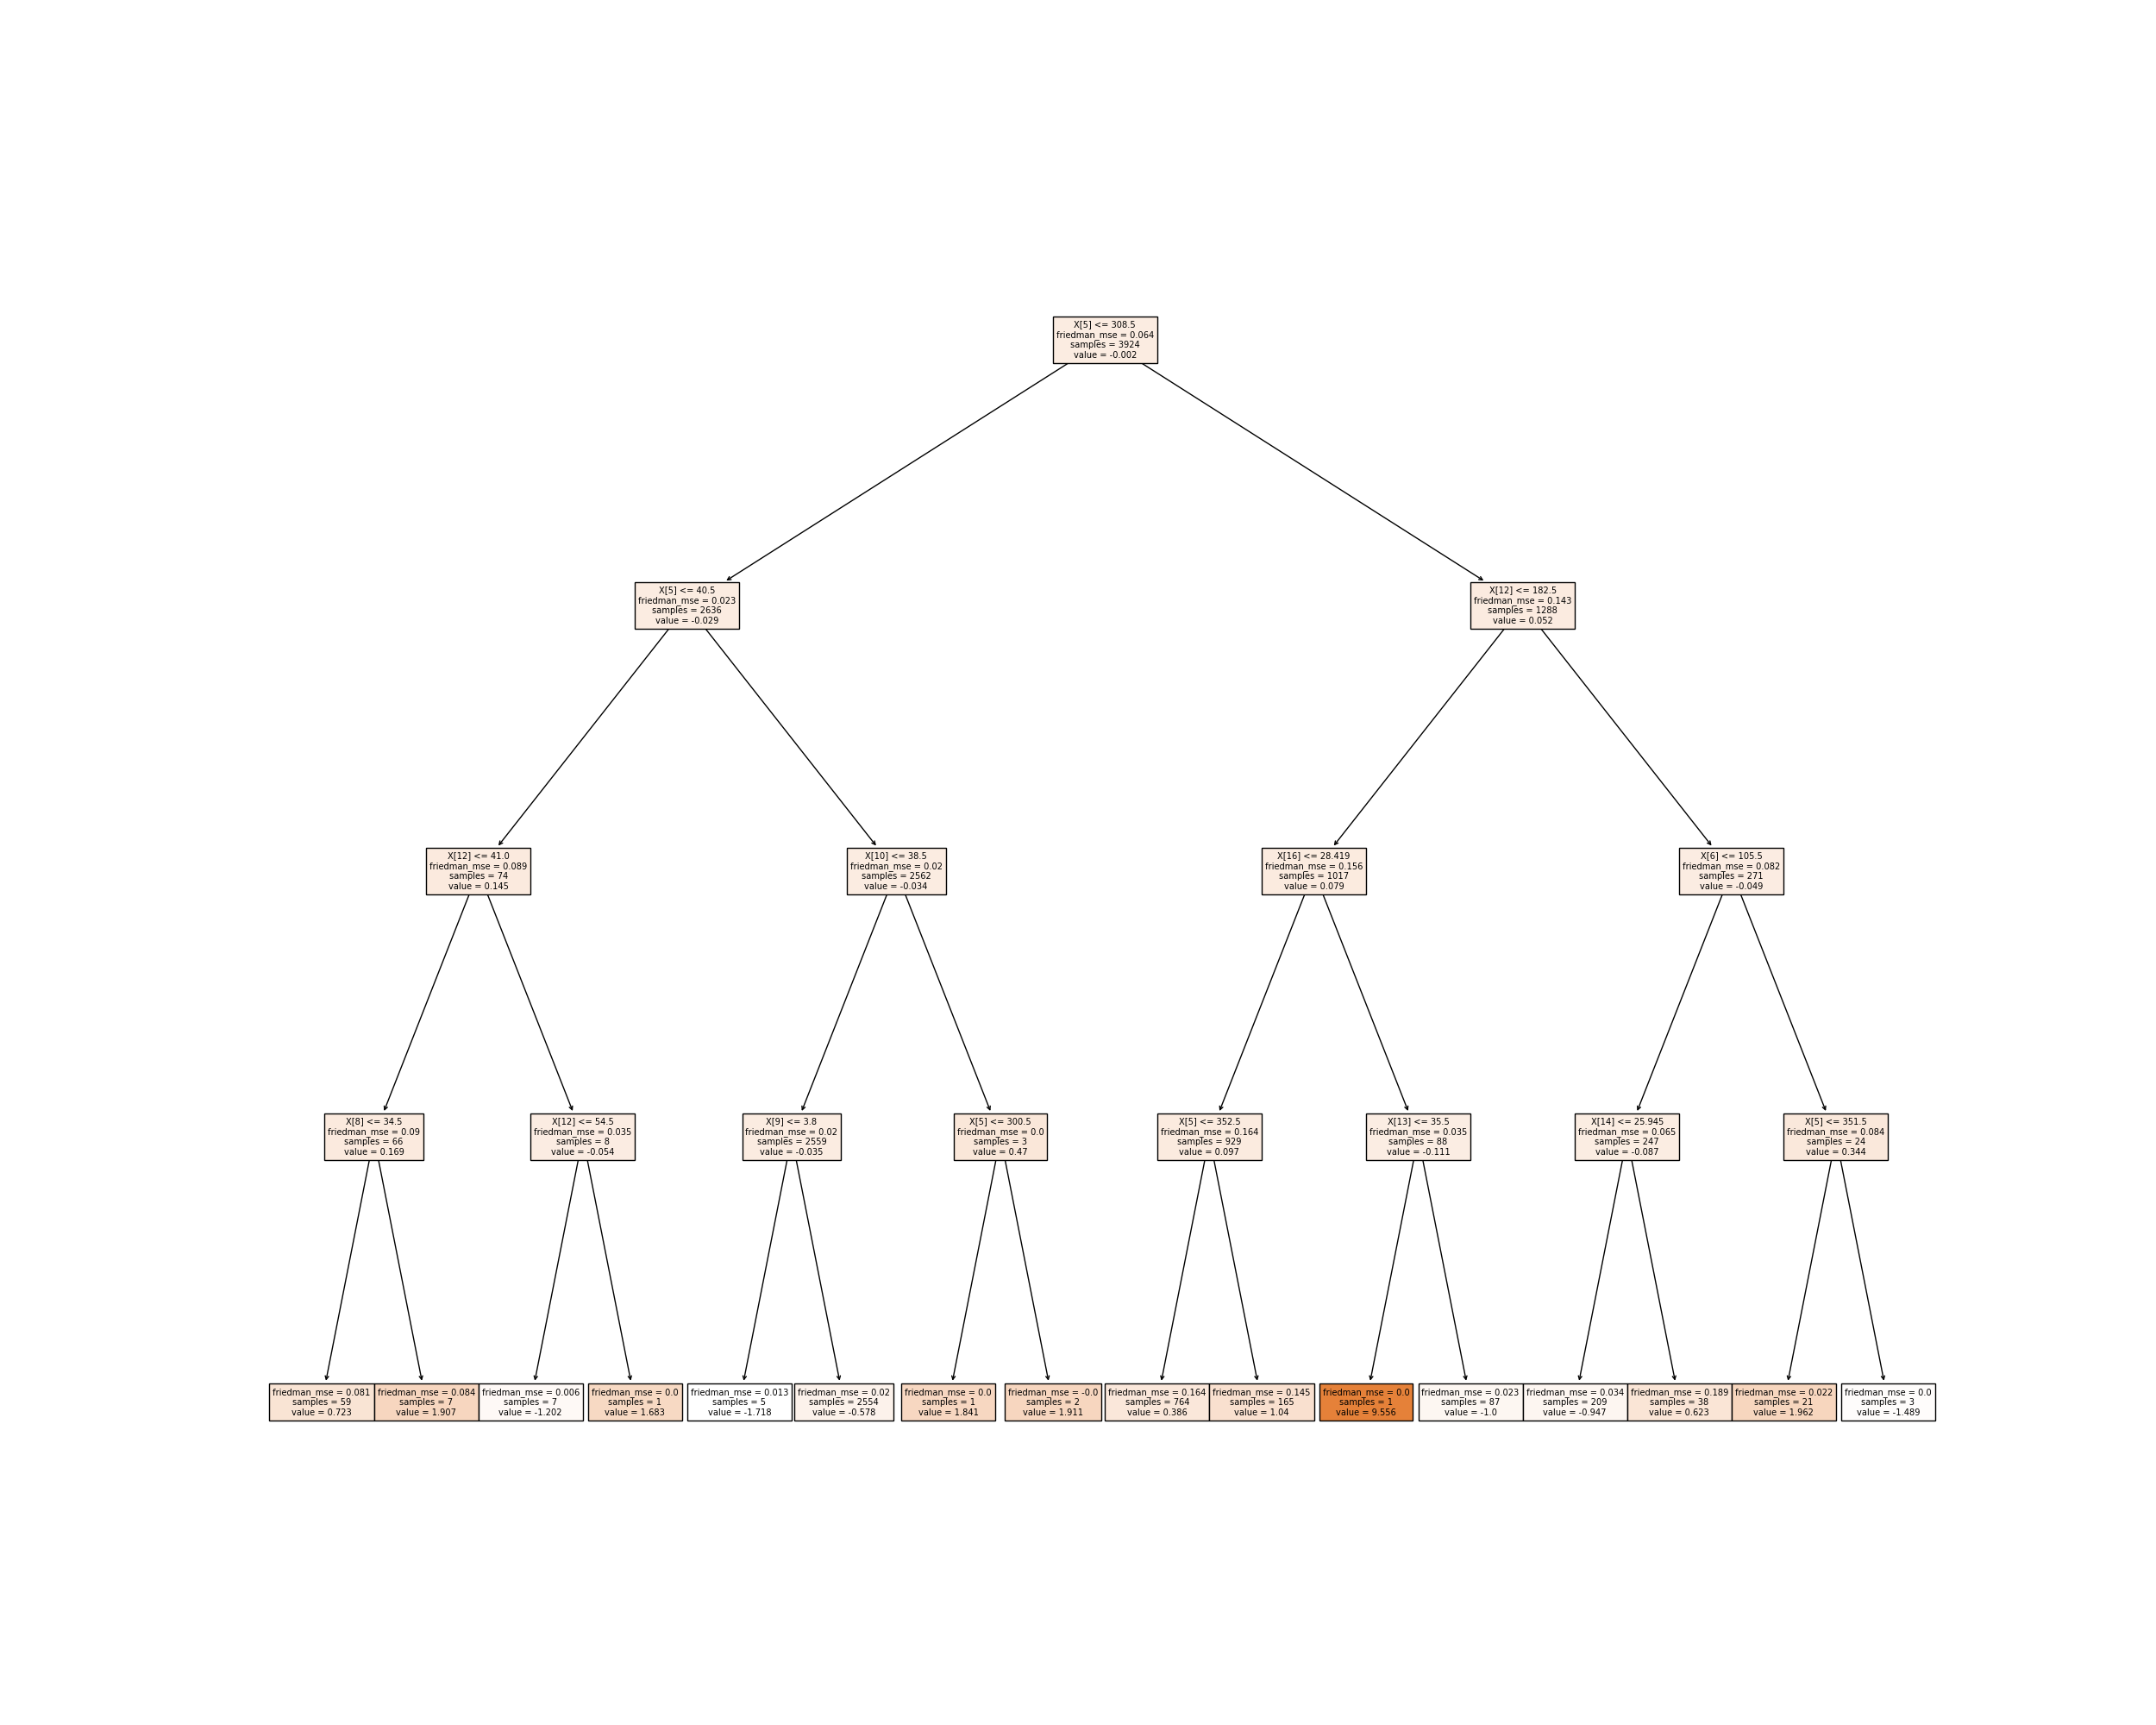 X[5] <= 308.5
friedman_mse = 0.064
samples = 3924
value = -0.002
X[5] <= 40.5
friedman_mse = 0.023
samples = 2636
value = -0.029
X[12] <= 182.5
friedman_mse = 0.143
samples = 1288
value = 0.052
X[12] <= 41.0
friedman_mse = 0.089
samples = 74
value = 0.145
X[10] <= 38.5
friedman_mse = 0.02
samples = 2562
value = -0.034
X[16] <= 28.419
friedman_mse = 0.156
samples = 1017
value = 0.079
X[6] <= 105.5
friedman_mse = 0.082
samples = 271
value = -0.049
X[8] <= 34.5
friedman_mse = 0.09
samples = 66
value = 0.169
X[12] <= 54.5
friedman_mse = 0.035
samples = 8
value = -0.054
X[9] <= 3.8
friedman_mse = 0.02
samples = 2559
value = -0.035
X[5] <= 300.5
friedman_mse = 0.0
samples = 3
value = 0.47
X[5] <= 352.5
friedman_mse = 0.164
samples = 929
value = 0.097
X[13] <= 35.5
friedman_mse = 0.035
samples = 88
value = -0.111
X[14] <= 25.945
friedman_mse = 0.065
samples = 247
value = -0.087
X[5] <= 351.5
friedman_mse = 0.084
samples = 24
value = 0.344
friedman_mse = 0.081
samples = 59
value = 0.723
friedman_mse = 0.084
samples = 7
value = 1.907
friedman_mse = 0.006
samples = 7
value = -1.202
friedman_mse = 0.0
samples = 1
value = 1.683
friedman_mse = 0.013
samples = 5
value = -1.718
friedman_mse = 0.02
samples = 2554
value = -0.578
friedman_mse = 0.0
samples = 1
value = 1.841
friedman_mse = -0.0
samples = 2
value = 1.911
friedman_mse = 0.164
samples = 764
value = 0.386
friedman_mse = 0.145
samples = 165
value = 1.04
friedman_mse = 0.0
samples = 1
value = 9.556
friedman_mse = 0.023
samples = 87
value = -1.0
friedman_mse = 0.034
samples = 209
value = -0.947
friedman_mse = 0.189
samples = 38
value = 0.623
friedman_mse = 0.022
samples = 21
value = 1.962
friedman_mse = 0.0
samples = 3
value = -1.489